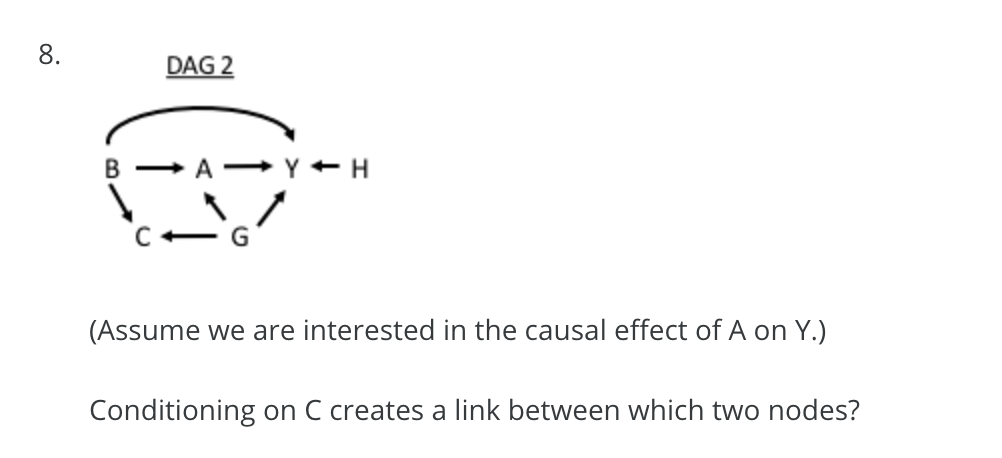 8.
DAG 2
B A Y H
C G
(Assume we are interested in the causal effect of A on Y.)
Conditioning on C creates a link between which two nodes?